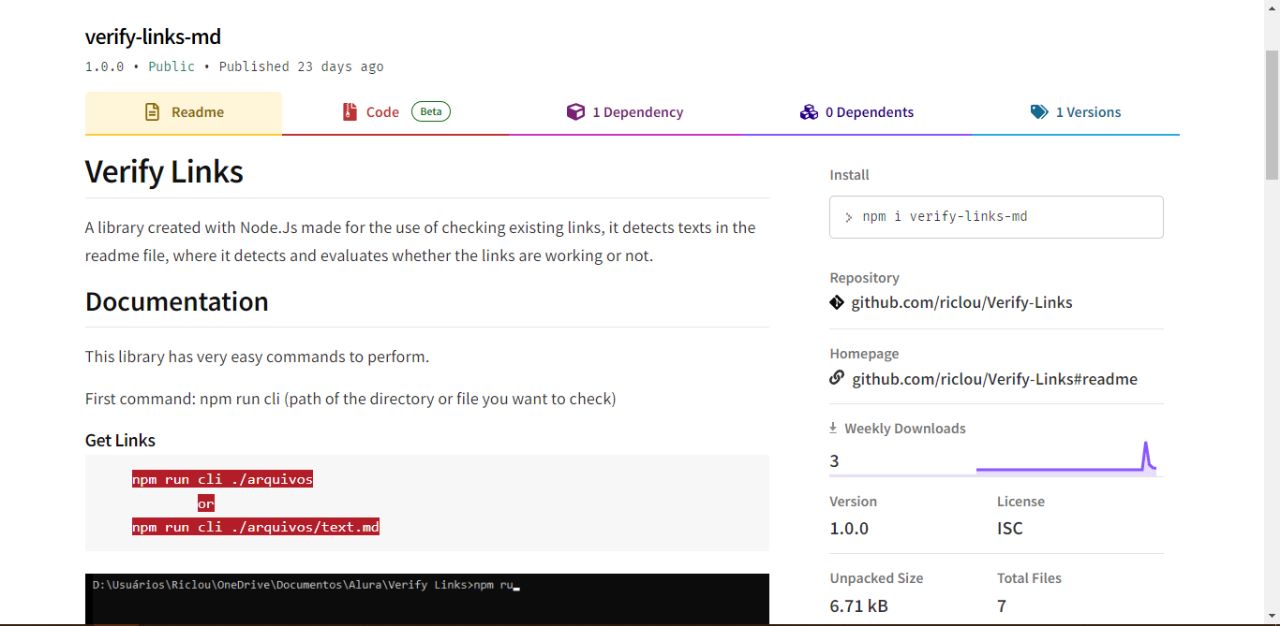 verify-links-md
1.0.0 • Public • Published 23 days ago
Readme
Code Beta
1 Dependency
0 Dependents
1 Versions
Verify Links
A library created with Node.Js made for the use of checking existing links, it detects texts in the
readme file, where it detects and evaluates whether the links are working or not.
Documentation
This library has very easy commands to perform.
First command: npm run cli (path of the directory or file you want to check)
Get Links
npm run cli ./arquivos
or
npm run cli ./arquivos/text.md
D:\Usuários\Riclou\OneDrive\Documentos\Alura\Verify Links>npm ru
Install
> npm i verify-links-md
Repository
github.com/riclou/Verify-Links
Homepage
github.com/riclou/Verify-Links#readme
Weekly Downloads
3
Version
License
1.0.0
ISC
Unpacked Size
Total Files
6.71 kB
7